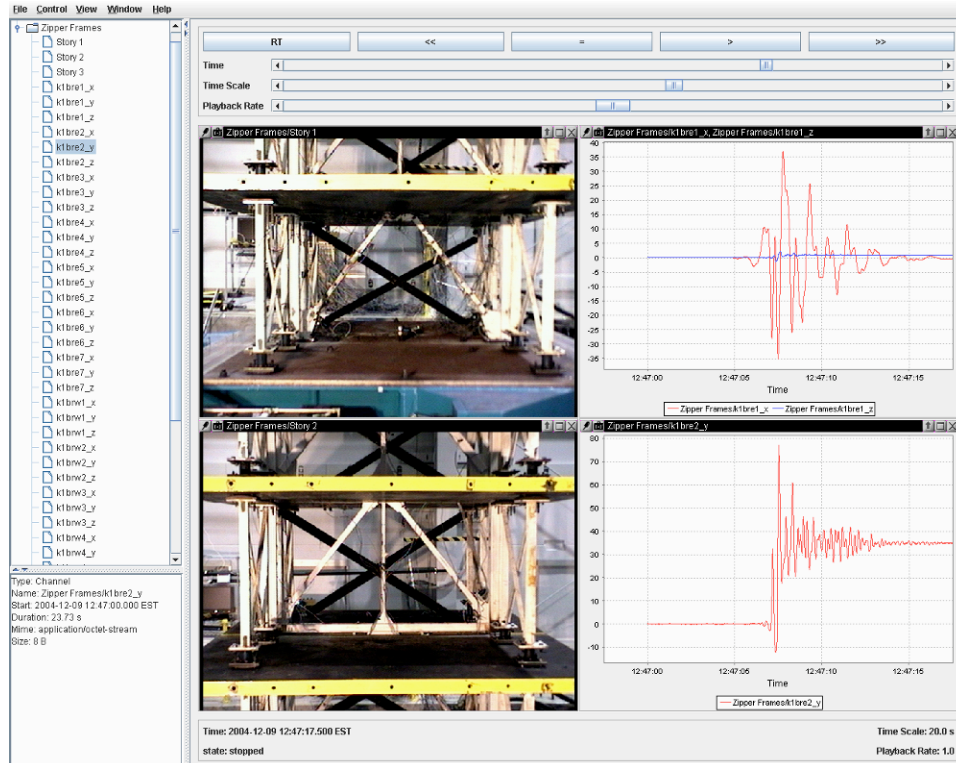 File Control View Window Help
Zipper Frames
Story 1
Story 2
Story 3
k1bre1_x
k1bre1_y
k1bre1_z
k1bre2_x
k1bre2_y
k1bre2_z
k1bre3_x
k1bre3_y
k1bre3_z
k1bre4_x
k1bre4_y
k1bre4_z
k1bre5_x
k1bre5_y
k1bre5_z
k1bre6_x
k1bre6_y
k1bre6_z
k1bre7_x
k1bre7_y
k1bre7_z
k1brw1_x
k1brw1_y
k1brw1_z
k1brw2_x
k1brw2_y
k1brw2_z
k1brw3_x
k1brw3_y
k1brw3_z
k1brw4_x
k1brw4_y
Type: Channel
Name: Zipper Frames/k1bre2_y
Start: 2004-12-09 12:47:00.000 EST
Duration: 23.73 s
Mime: application/octet-stream
Size: 8 B
RT << = > >>
Time
Time Scale
Playback Rate
Zipper Frames/Story 1
Zipper Frames/k1bre1_x, Zipper Frames/k1bre1_z
40
35
30
25
20
15
10
5
0
-5
-10
-15
-20
-25
-30
-35
12:47:00 12:47:05 12:47:10 12:47:15
Time
Zipper Frames/k1bre1_x Zipper Frames/k1bre1_z
Zipper Frames/Story 2
Zipper Frames/k1bre2_y
80
70
60
50
40
30
20
10
0
-10
12:47:00 12:47:05 12:47:10 12:47:15
Time
Zipper Frames/k1bre2_y
Time: 2004-12-09 12:47:17.500 EST
Time Scale: 20.0 s
state: stopped
Playback Rate: 1.0